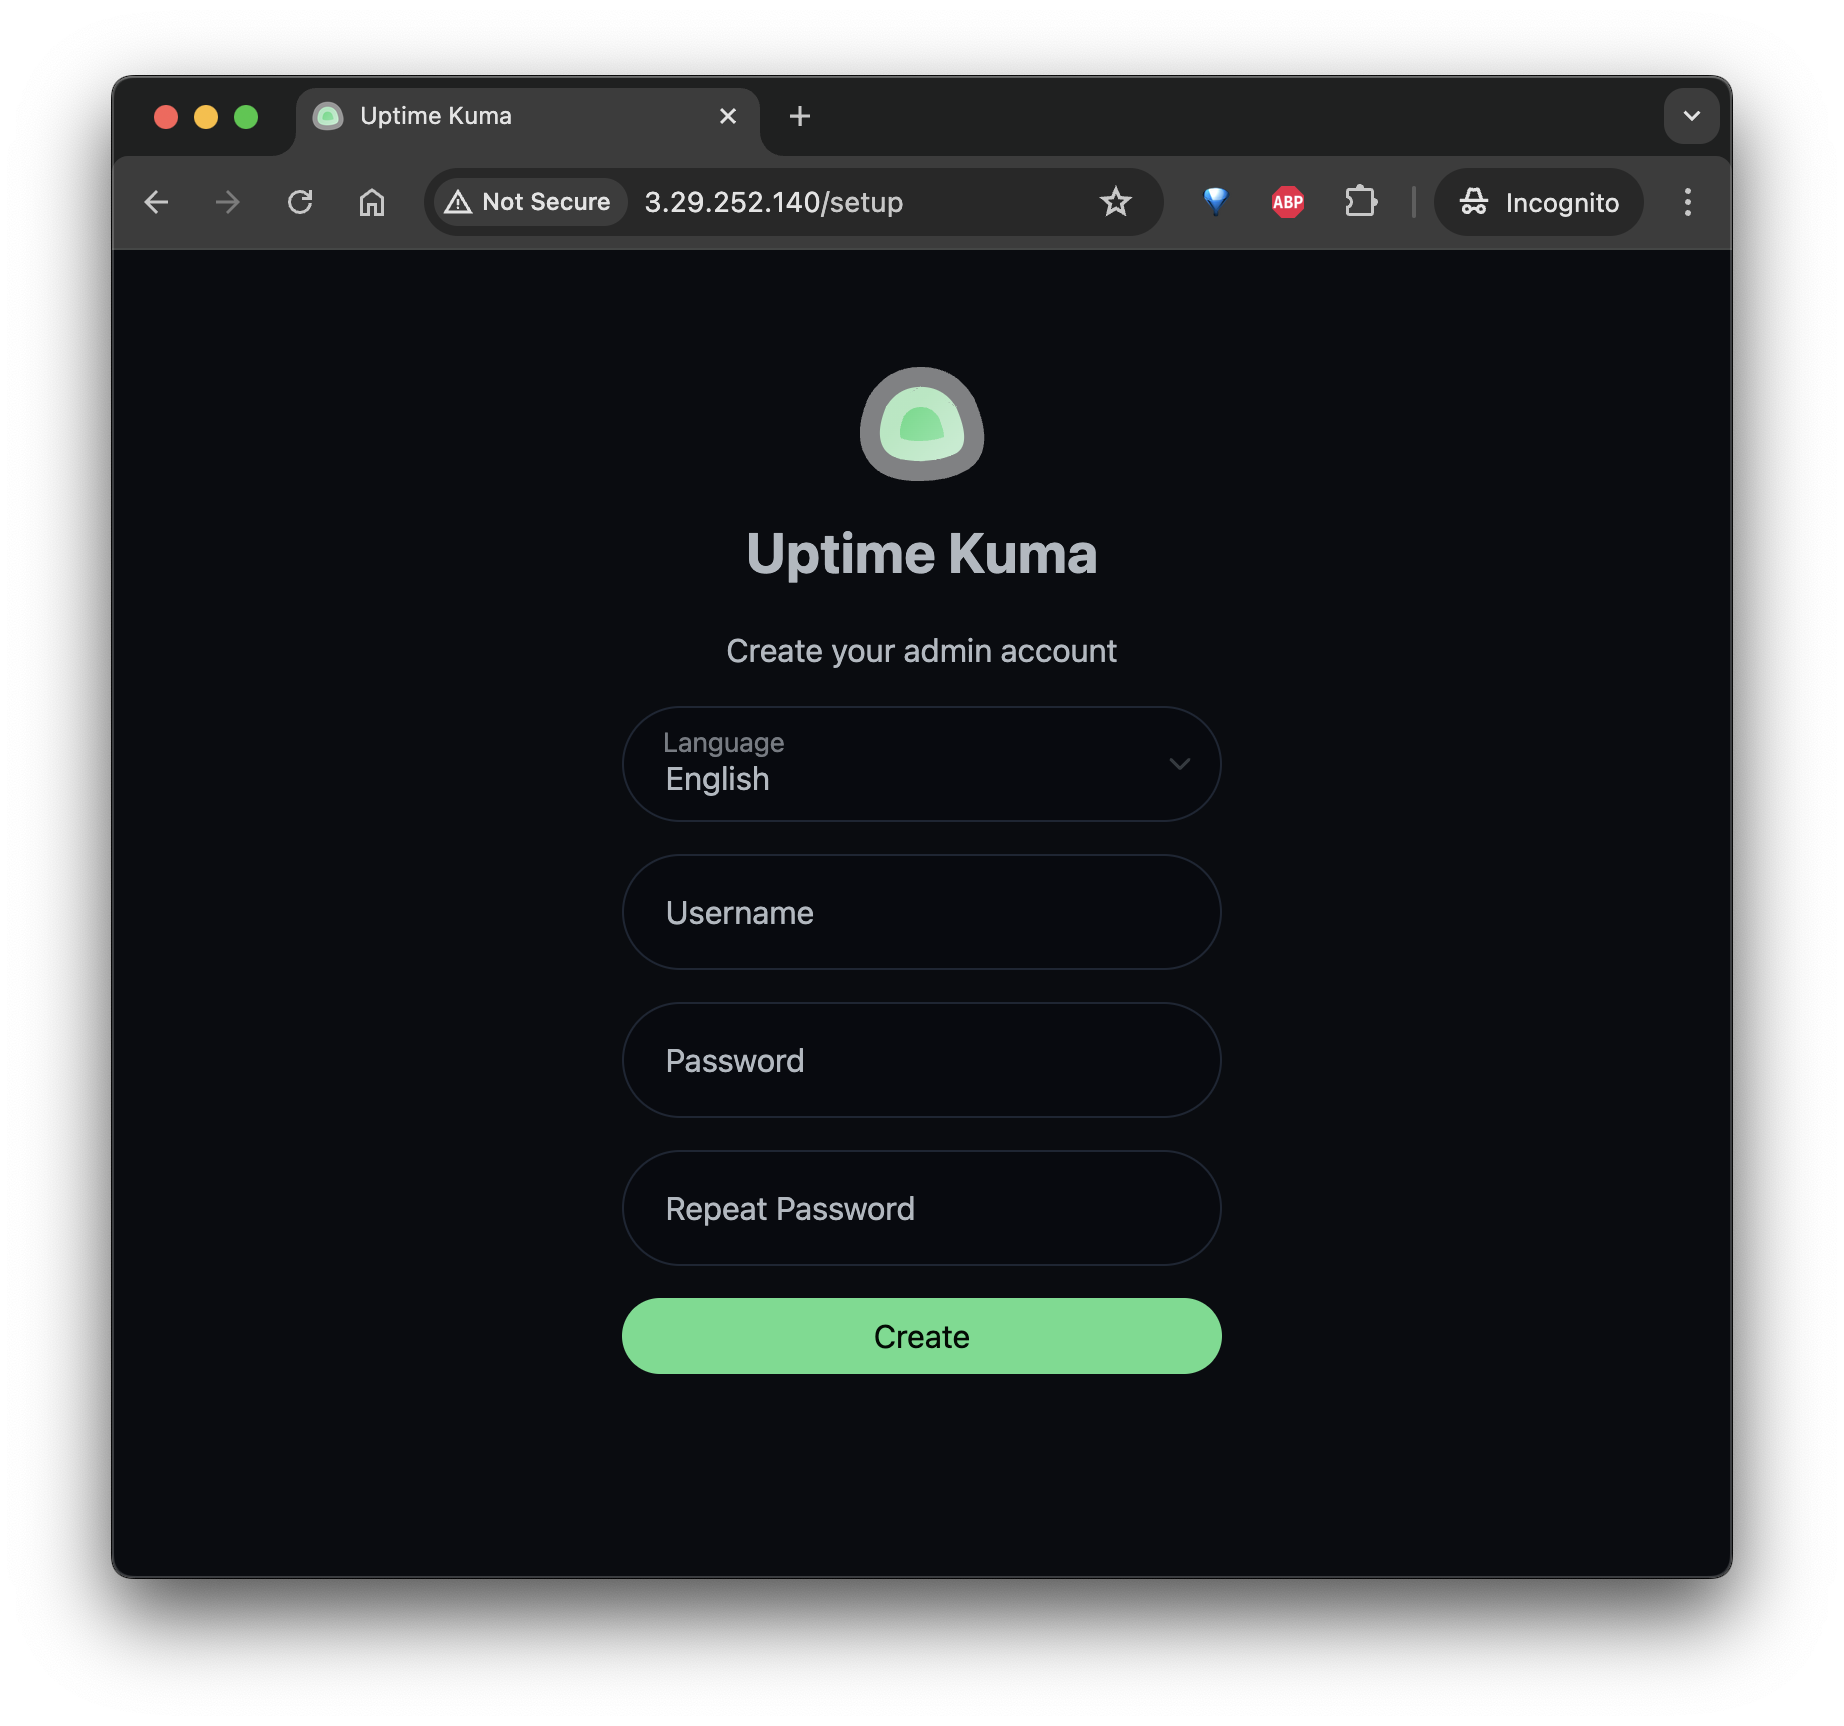 Uptime Kuma
Not Secure 3.29.252.140/setup ABP Incognito
Uptime Kuma
Create your admin account
Language
English
Username
Password
Repeat Password
Create